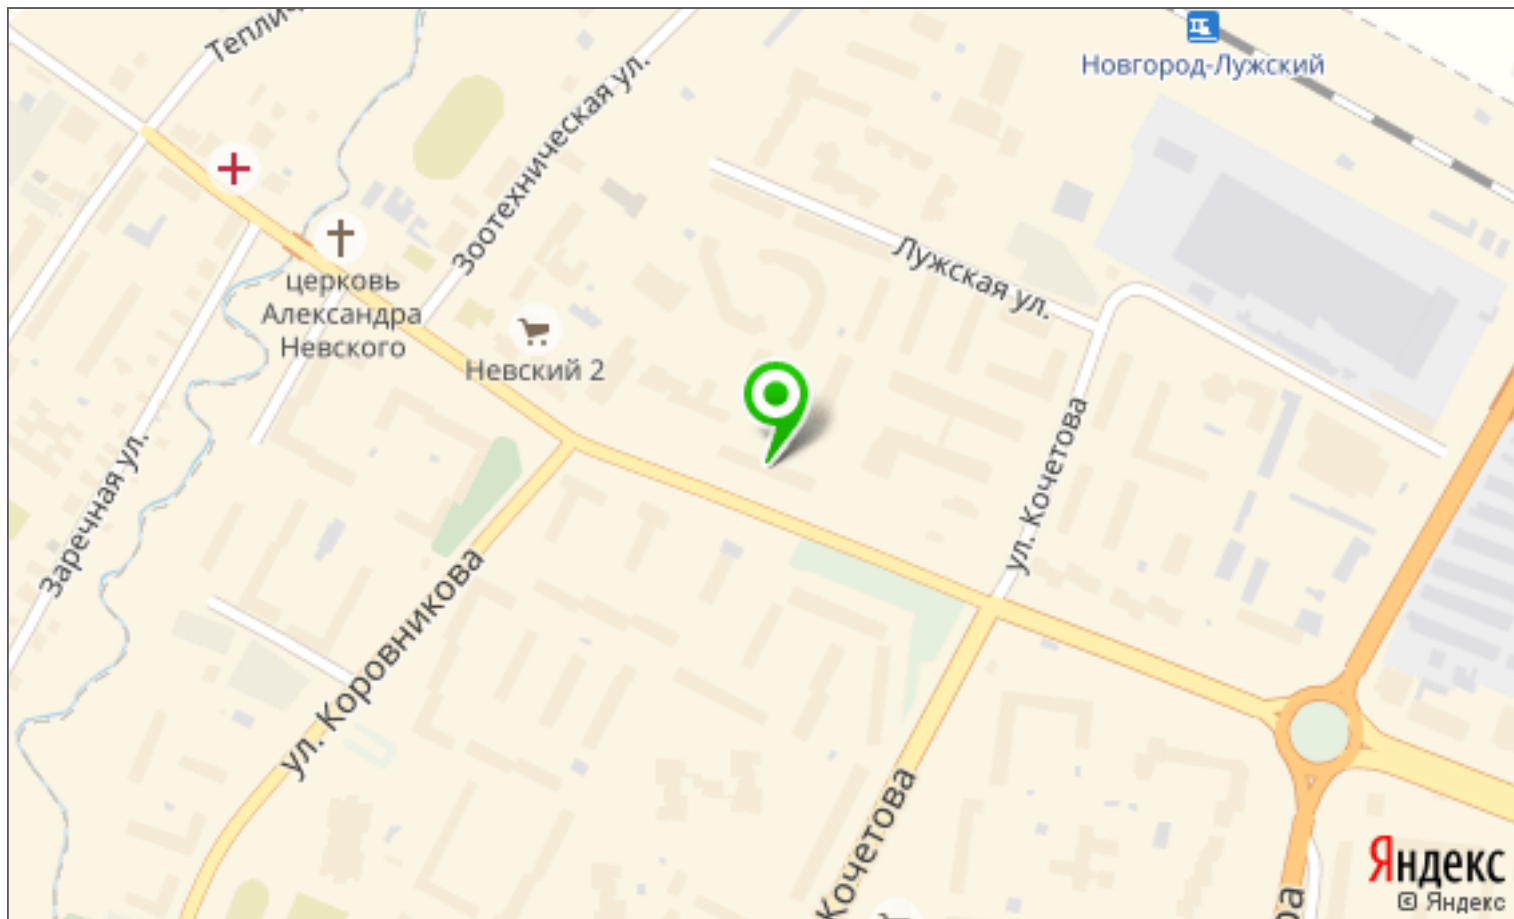 Новгород-Лужский
Зоотехническая ул.
Лужская ул.
церковь
Александра
Невского
Невский 2
ул. Кочетова
Заречная ул.
ул. Коровникова
Кочетова
Яндекс
© Яндекс